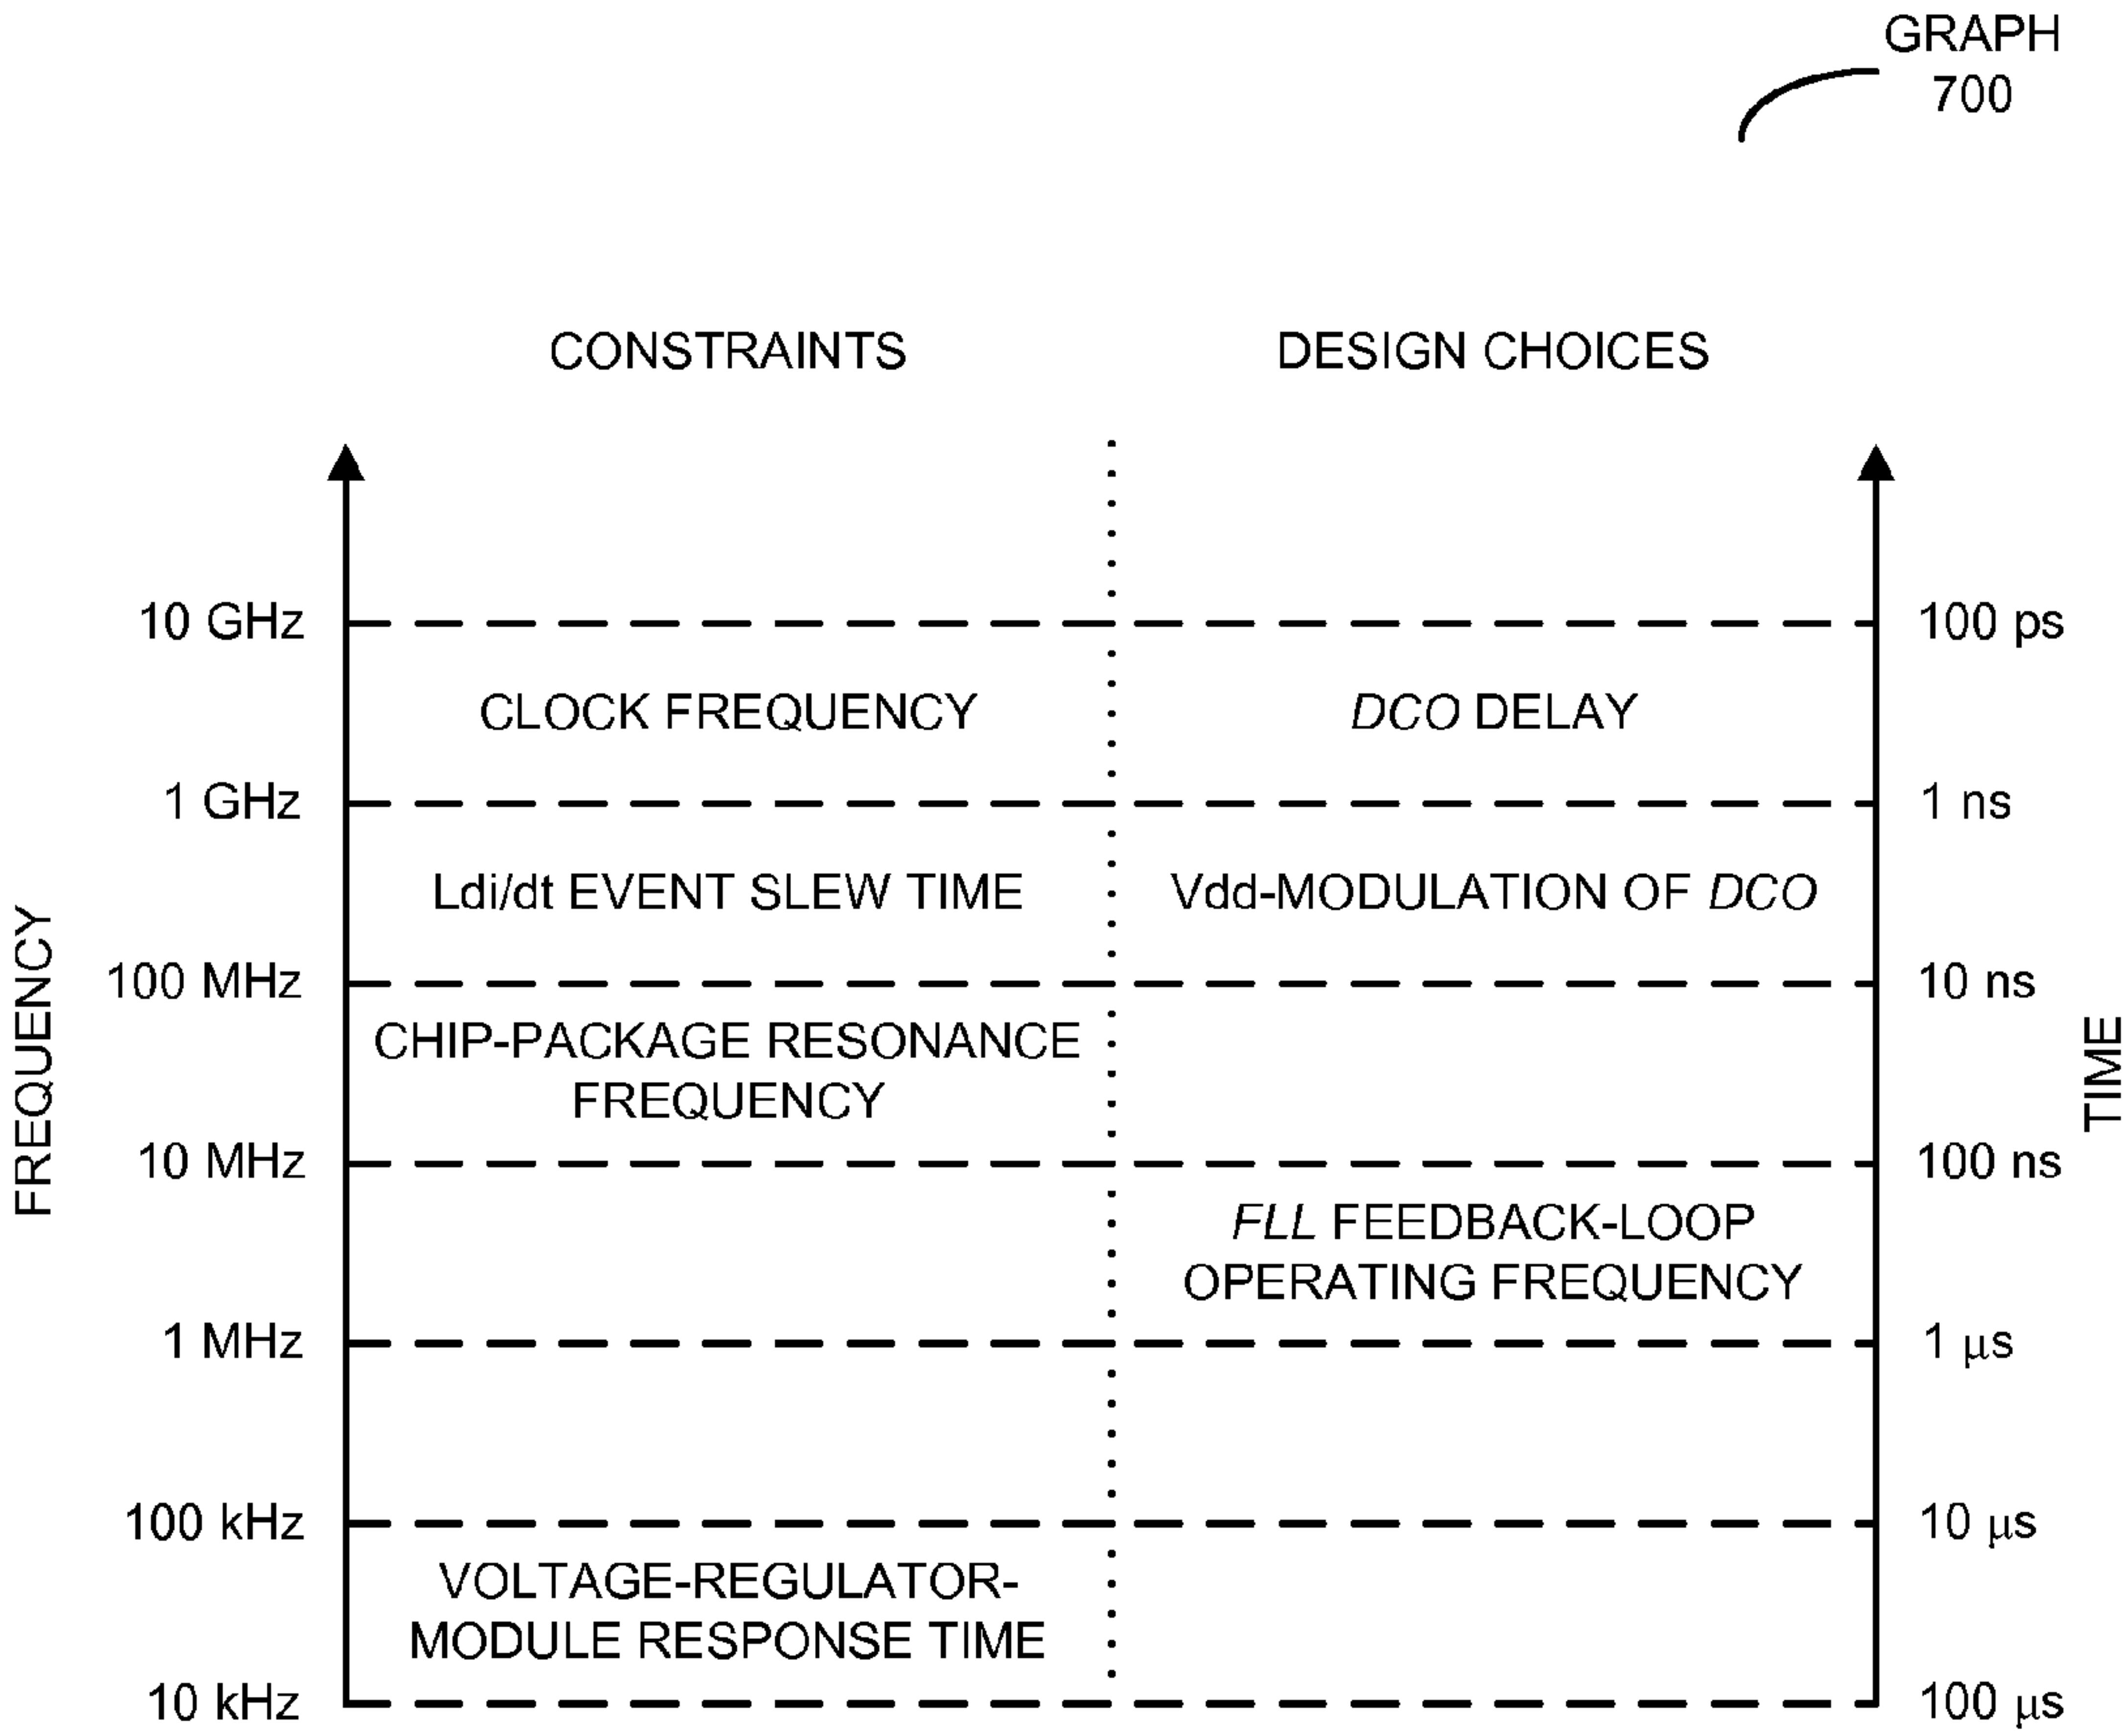 GRAPH
700
CONSTRAINTS
DESIGN CHOICES
10 GHz
100 ps
CLOCK FREQUENCY
DCO DELAY
1 GHz
1 ns
Ldi/dt EVENT SLEW TIME
Vdd-MODULATION OF DCO
FREQUENCY
100 MHz
10 ns
CHIP-PACKAGE RESONANCE
FREQUENCY
TIME
10 MHz
100 ns
FLL FEEDBACK-LOOP
OPERATING FREQUENCY
1 MHz
1 μs
100 kHz
10 μs
VOLTAGE-REGULATOR-
MODULE RESPONSE TIME
10 kHz
100 μs